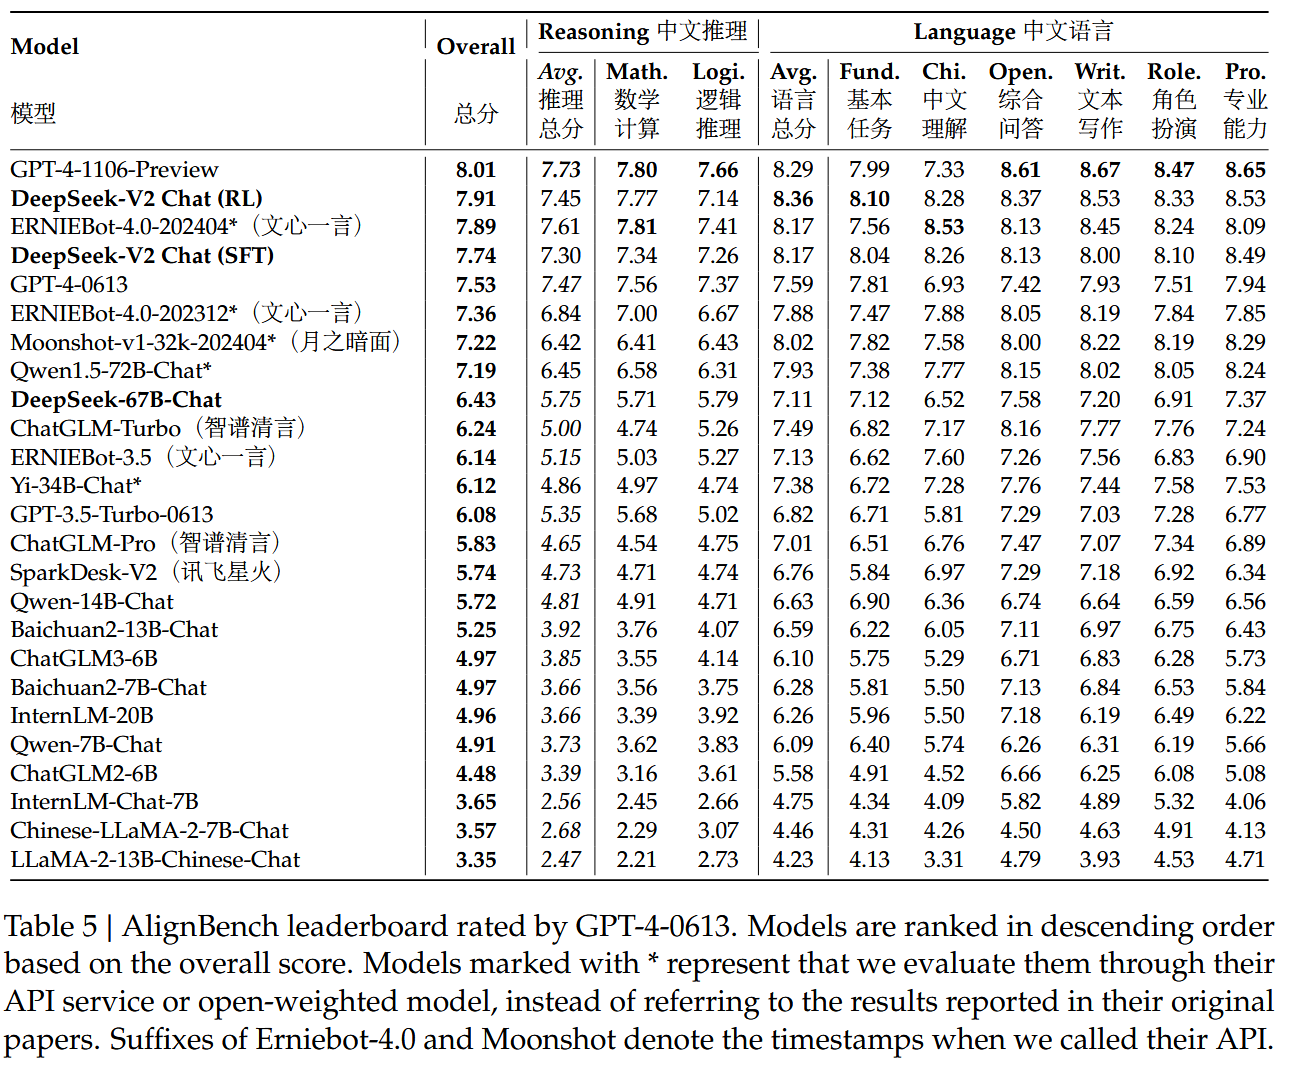 Model Overall Reasoning 中文推理 Language 中文语言
Avg. Math. Logi. Avg. Fund. Chi. Open. Writ. Role. Pro.
模型 总分 推理 数学 逻辑 语言 基本 中文 综合 文本 角色 专业
总分 计算 推理 总分 任务 理解 问答 写作 扮演 能力
GPT-4-1106-Preview 8.01 7.73 7.80 7.66 8.29 7.99 7.33 8.61 8.67 8.47 8.65
DeepSeek-V2 Chat (RL) 7.91 7.45 7.77 7.14 8.36 8.10 8.28 8.37 8.53 8.33 8.53
ERNIEBot-4.0-202404*（文心一言） 7.89 7.61 7.81 7.41 8.17 7.56 8.53 8.13 8.45 8.24 8.09
DeepSeek-V2 Chat (SFT) 7.74 7.30 7.34 7.26 8.17 8.04 8.26 8.13 8.00 8.10 8.49
GPT-4-0613 7.53 7.47 7.56 7.37 7.59 7.81 6.93 7.42 7.93 7.51 7.94
ERNIEBot-4.0-202312*（文心一言） 7.36 6.84 7.00 6.67 7.88 7.47 7.88 8.05 8.19 7.84 7.85
Moonshot-v1-32k-202404*（月之暗面） 7.22 6.42 6.41 6.43 8.02 7.82 7.58 8.00 8.22 8.19 8.29
Qwen1.5-72B-Chat* 7.19 6.45 6.58 6.31 7.93 7.38 7.77 8.15 8.02 8.05 8.24
DeepSeek-67B-Chat 6.43 5.75 5.71 5.79 7.11 7.12 6.52 7.58 7.20 6.91 7.37
ChatGLM-Turbo（智谱清言） 6.24 5.00 4.74 5.26 7.49 6.82 7.17 8.16 7.77 7.76 7.24
ERNIEBot-3.5（文心一言） 6.14 5.15 5.03 5.27 7.13 6.62 7.60 7.26 7.56 6.83 6.90
Yi-34B-Chat* 6.12 4.86 4.97 4.74 7.38 6.72 7.28 7.76 7.44 7.58 7.53
GPT-3.5-Turbo-0613 6.08 5.35 5.68 5.02 6.82 6.71 5.81 7.29 7.03 7.28 6.77
ChatGLM-Pro（智谱清言） 5.83 4.65 4.54 4.75 7.01 6.51 6.76 7.47 7.07 7.34 6.89
SparkDesk-V2（讯飞星火） 5.74 4.73 4.71 4.74 6.76 5.84 6.97 7.29 7.18 6.92 6.34
Qwen-14B-Chat 5.72 4.81 4.91 4.71 6.63 6.90 6.36 6.74 6.64 6.59 6.56
Baichuan2-13B-Chat 5.25 3.92 3.76 4.07 6.59 6.22 6.05 7.11 6.97 6.75 6.43
ChatGLM3-6B 4.97 3.85 3.55 4.14 6.10 5.75 5.29 6.71 6.83 6.28 5.73
Baichuan2-7B-Chat 4.97 3.66 3.56 3.75 6.28 5.81 5.50 7.13 6.84 6.53 5.84
InternLM-20B 4.96 3.66 3.39 3.92 6.26 5.96 5.50 7.18 6.19 6.49 6.22
Qwen-7B-Chat 4.91 3.73 3.62 3.83 6.09 6.40 5.74 6.26 6.31 6.19 5.66
ChatGLM2-6B 4.48 3.39 3.16 3.61 5.58 4.91 4.52 6.66 6.25 6.08 5.08
InternLM-Chat-7B 3.65 2.56 2.45 2.66 4.75 4.34 4.09 5.82 4.89 5.32 4.06
Chinese-LLaMA-2-7B-Chat 3.57 2.68 2.29 3.07 4.46 4.31 4.26 4.50 4.63 4.91 4.13
LLaMA-2-13B-Chinese-Chat 3.35 2.47 2.21 2.73 4.23 4.13 3.31 4.79 3.93 4.53 4.71
Table 5 | AlignBench leaderboard rated by GPT-4-0613. Models are ranked in descending order
based on the overall score. Models marked with * represent that we evaluate them through their
API service or open-weighted model, instead of referring to the results reported in their original
papers. Suffixes of Erniebot-4.0 and Moonshot denote the timestamps when we called their API.